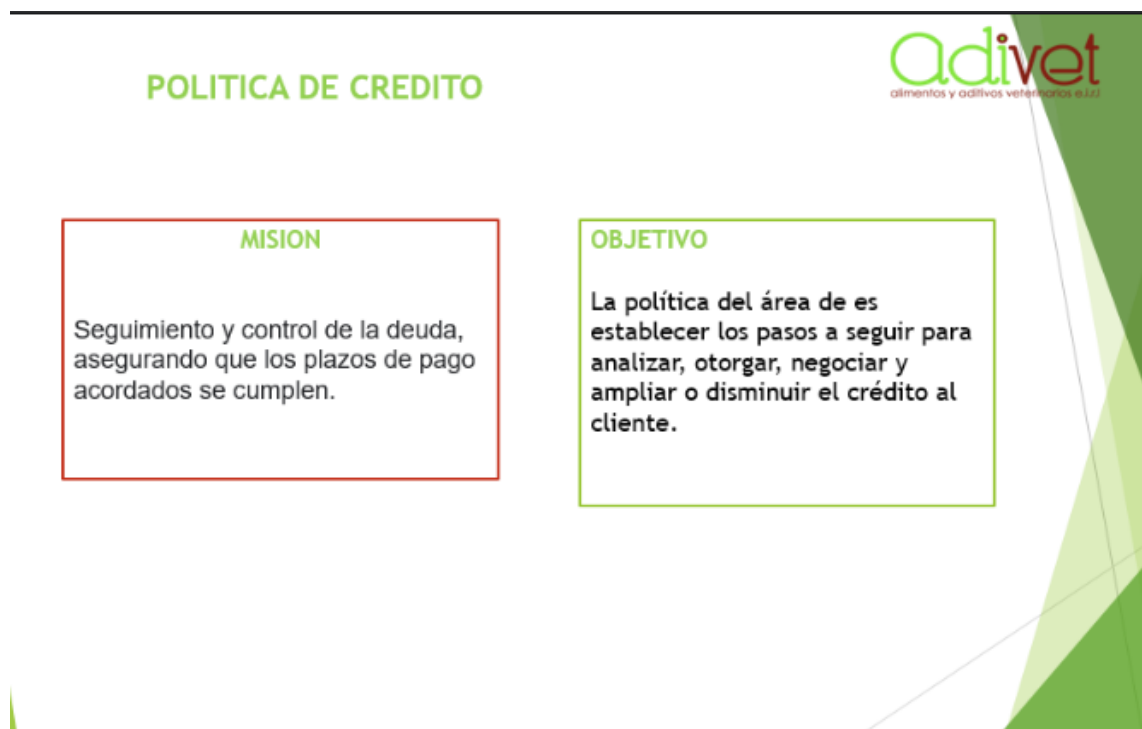 POLITICA DE CREDITO
adivet
alimentos y aditivos veterinarios e.i.r.l
MISION
Seguimiento y control de la deuda,
asegurando que los plazos de pago
acordados se cumplen.
OBJETIVO
La política del área de es
establecer los pasos a seguir para
analizar, otorgar, negociar y
ampliar o disminuir el crédito al
cliente.